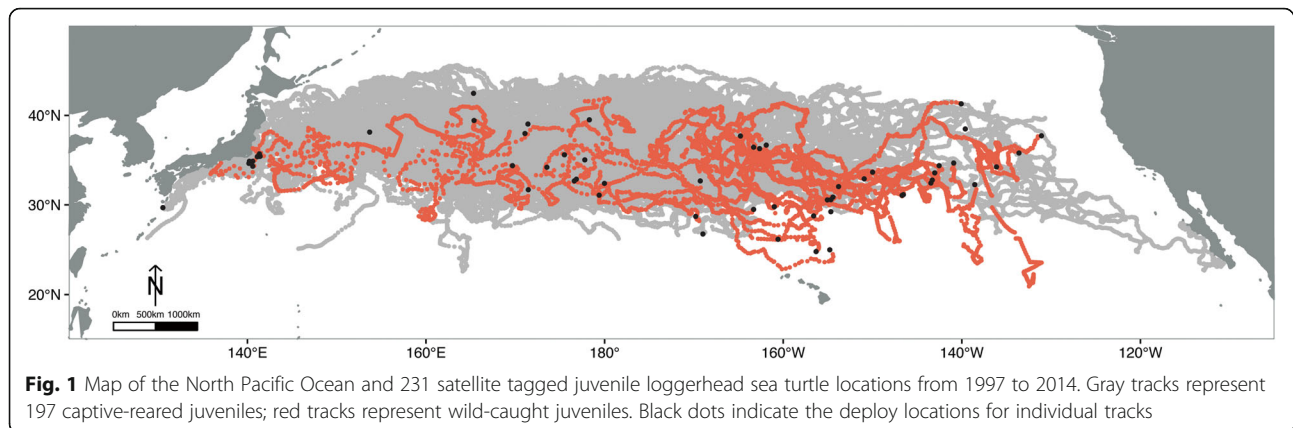 40°N
30°N
20°N
N
0km 500km 1000km
140°E 160°E 180° 160°W 140°W 120°W
Fig. 1 Map of the North Pacific Ocean and 231 satellite tagged juvenile loggerhead sea turtle locations from 1997 to 2014. Gray tracks represent
197 captive-reared juveniles; red tracks represent wild-caught juveniles. Black dots indicate the deploy locations for individual tracks